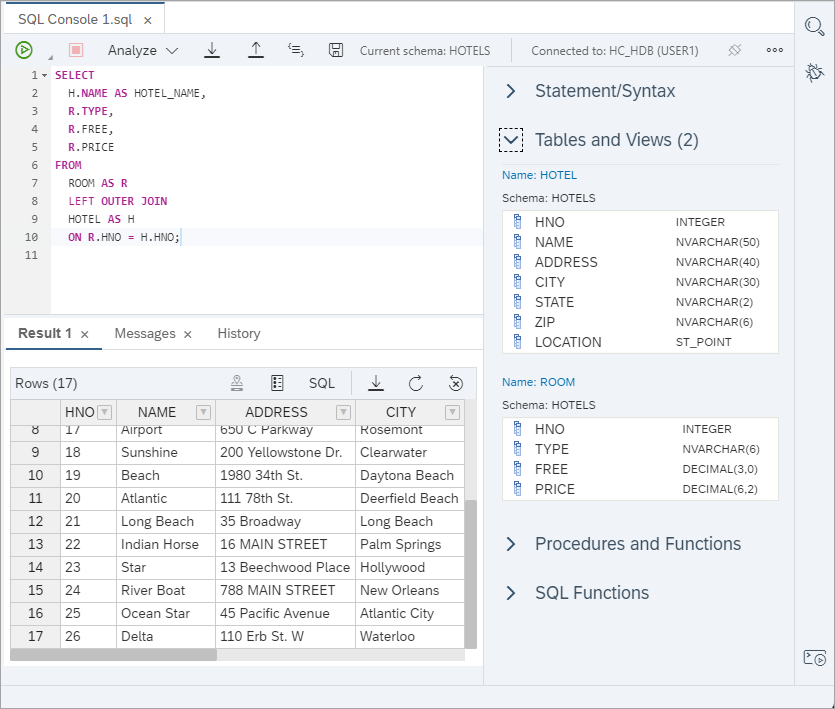 SQL Console 1.sql ×
Analyze
Current schema: HOTELS
Connected to: HC_HDB (USER1)
1 SELECT
2 H.NAME AS HOTEL_NAME,
3 R.TYPE,
4 R.FREE,
5 R.PRICE
6 FROM
7 ROOM AS R
8 LEFT OUTER JOIN
9 HOTEL AS H
10 ON R.HNO = H.HNO;
11
Result 1 × Messages × History
Rows (17) SQL
HNO NAME ADDRESS CITY
8 17 Airport 650 C Parkway Rosemont
9 18 Sunshine 200 Yellowstone Dr. Clearwater
10 19 Beach 1980 34th St. Daytona Beach
11 20 Atlantic 111 78th St. Deerfield Beach
12 21 Long Beach 35 Broadway Long Beach
13 22 Indian Horse 16 MAIN STREET Palm Springs
14 23 Star 13 Beechwood Place Hollywood
15 24 River Boat 788 MAIN STREET New Orleans
16 25 Ocean Star 45 Pacific Avenue Atlantic City
17 26 Delta 110 Erb St. W Waterloo
Statement/Syntax
Tables and Views (2)
Name: HOTEL
Schema: HOTELS
HNO INTEGER
NAME NVARCHAR(50)
ADDRESS NVARCHAR(40)
CITY NVARCHAR(30)
STATE NVARCHAR(2)
ZIP NVARCHAR(6)
LOCATION ST_POINT
Name: ROOM
Schema: HOTELS
HNO INTEGER
TYPE NVARCHAR(6)
FREE DECIMAL(3,0)
PRICE DECIMAL(6,2)
Procedures and Functions
SQL Functions